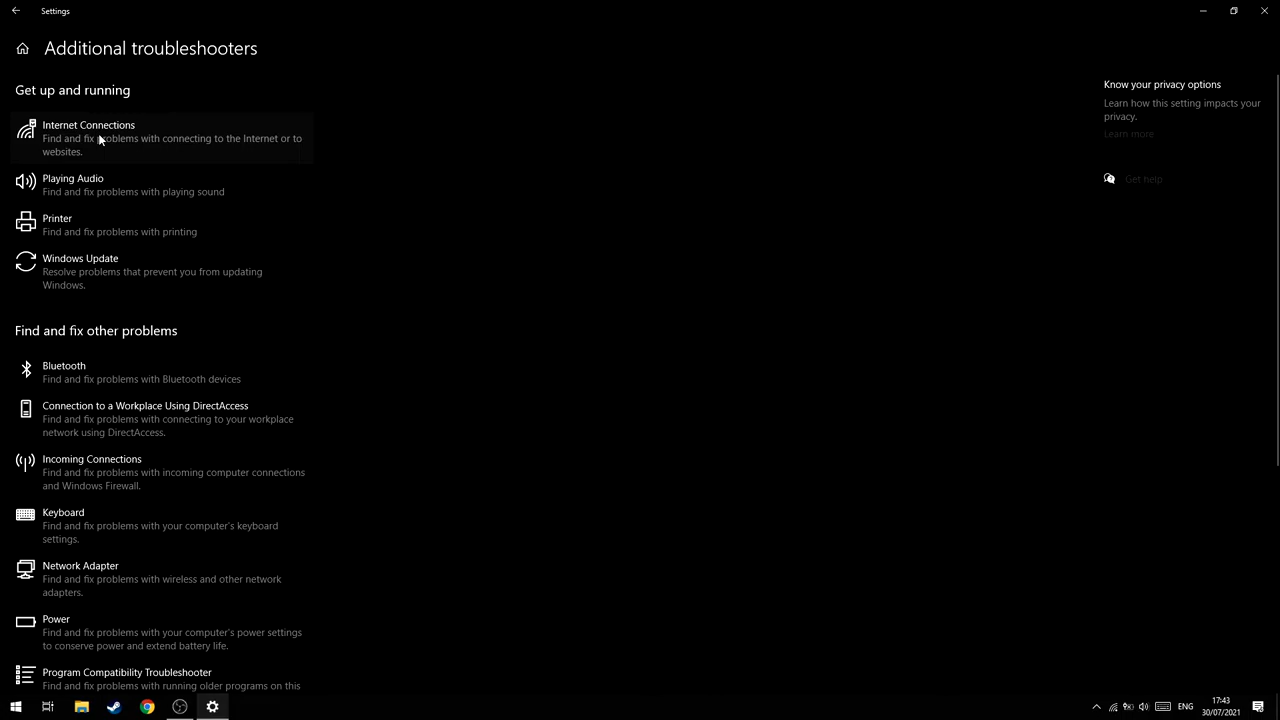 Settings
Additional troubleshooters
Get up and running
Internet Connections
Find and fix problems with connecting to the Internet or to
websites.
Playing Audio
Find and fix problems with playing sound
Printer
Find and fix problems with printing
Windows Update
Resolve problems that prevent you from updating
Windows.
Find and fix other problems
Bluetooth
Find and fix problems with Bluetooth devices
Connection to a Workplace Using DirectAccess
Find and fix problems with connecting to your workplace
network using DirectAccess.
Incoming Connections
Find and fix problems with incoming computer connections
and Windows Firewall.
Keyboard
Find and fix problems with your computer's keyboard
settings.
Network Adapter
Find and fix problems with wireless and other network
adapters.
Power
Find and fix problems with your computer's power settings
to conserve power and extend battery life.
Program Compatibility Troubleshooter
Find and fix problems with running older programs on this
Know your privacy options
Learn how this setting impacts your
privacy.
Learn more
Get help
ENG
17:43
30/07/2021